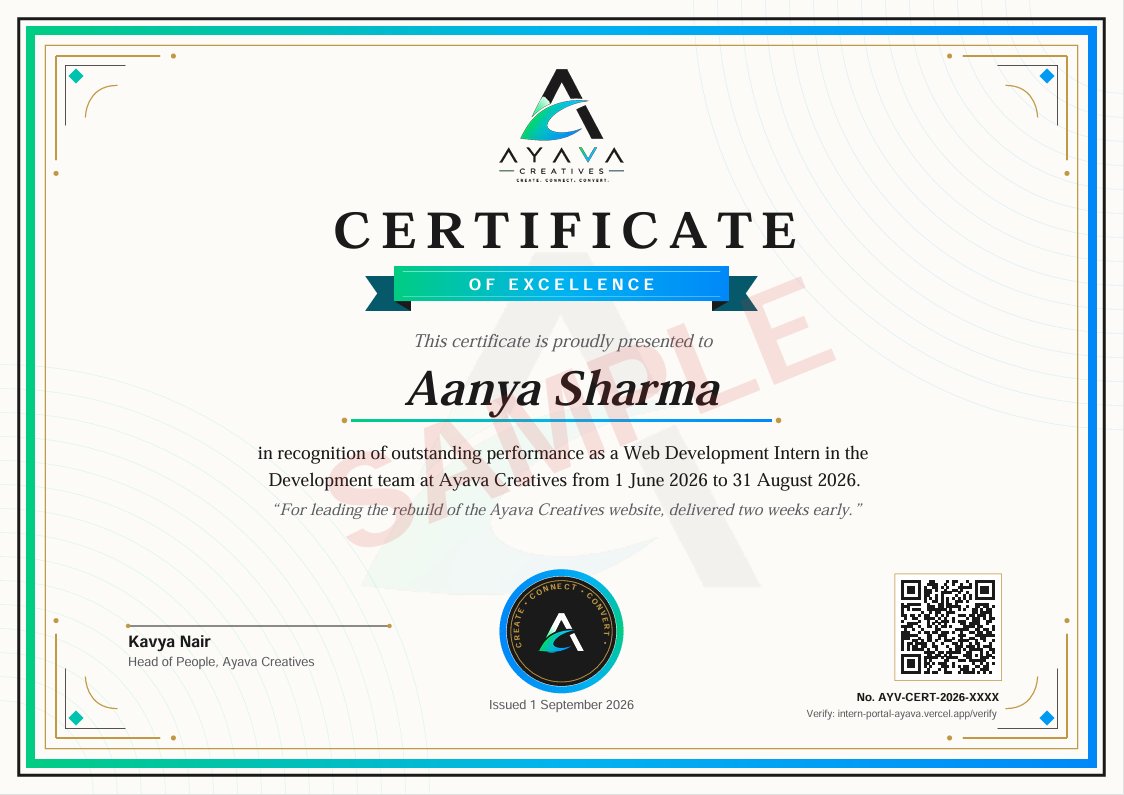 AYAVA
CREATIVES
CREATE. CONNECT. CONVERT.
CERTIFICATE
OF EXCELLENCE
This certificate is proudly presented to
Aanya Sharma
SAMPLE
in recognition of outstanding performance as a Web Development Intern in the
Development team at Ayava Creatives from 1 June 2026 to 31 August 2026.
“For leading the rebuild of the Ayava Creatives website, delivered two weeks early.”
CREATE • CONNECT • CONVERT •
Kavya Nair
Head of People, Ayava Creatives
Issued 1 September 2026
No. AYV-CERT-2026-XXXX
Verify: intern-portal-ayava.vercel.app/verify